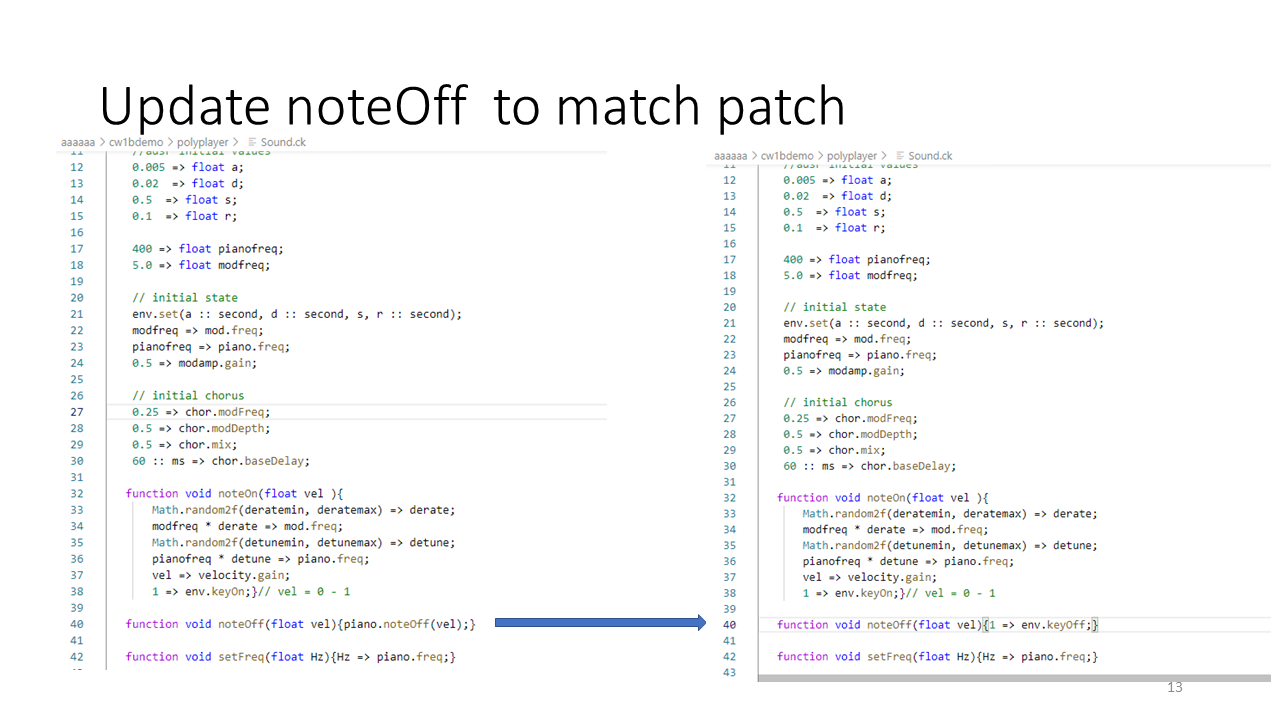 Update noteOff  to match patch
aaaaaa > cw1bdemo > polyplayer > Sound.ck
11 //adsr initial values
12 0.005 => float a;
13 0.02  => float d;
14 0.5  => float s;
15 0.1  => float r;
16
17 400 => float pianofreq;
18 5.0 => float modfreq;
19
20 // initial state
21 env.set(a :: second, d :: second, s, r :: second);
22 modfreq => mod.freq;
23 pianofreq => piano.freq;
24 0.5 => modamp.gain;
25
26 // initial chorus
27 0.25 => chor.modFreq;
28 0.5 => chor.modDepth;
29 0.5 => chor.mix;
30 60 :: ms => chor.baseDelay;
31
32 function void noteOn(float vel ){
33 Math.random2f(deratemin, deratemax) => derate;
34 modfreq * derate => mod.freq;
35 Math.random2f(detunemin, detunemax) => detune;
36 pianofreq * detune => piano.freq;
37 vel => velocity.gain;
38 1 => env.keyOn;}// vel = 0 - 1
39
40 function void noteOff(float vel){piano.noteOff(vel);}
41
42 function void setFreq(float Hz){Hz => piano.freq;}
aaaaaa > cw1bdemo > polyplayer > Sound.ck
11 //adsr initial values
12 0.005 => float a;
13 0.02  => float d;
14 0.5  => float s;
15 0.1  => float r;
16
17 400 => float pianofreq;
18 5.0 => float modfreq;
19
20 // initial state
21 env.set(a :: second, d :: second, s, r :: second);
22 modfreq => mod.freq;
23 pianofreq => piano.freq;
24 0.5 => modamp.gain;
25
26 // initial chorus
27 0.25 => chor.modFreq;
28 0.5 => chor.modDepth;
29 0.5 => chor.mix;
30 60 :: ms => chor.baseDelay;
31
32 function void noteOn(float vel ){
33 Math.random2f(deratemin, deratemax) => derate;
34 modfreq * derate => mod.freq;
35 Math.random2f(detunemin, detunemax) => detune;
36 pianofreq * detune => piano.freq;
37 vel => velocity.gain;
38 1 => env.keyOn;}// vel = 0 - 1
39
40 function void noteOff(float vel){1 => env.keyOff;}
41
42 function void setFreq(float Hz){Hz => piano.freq;}
43
13